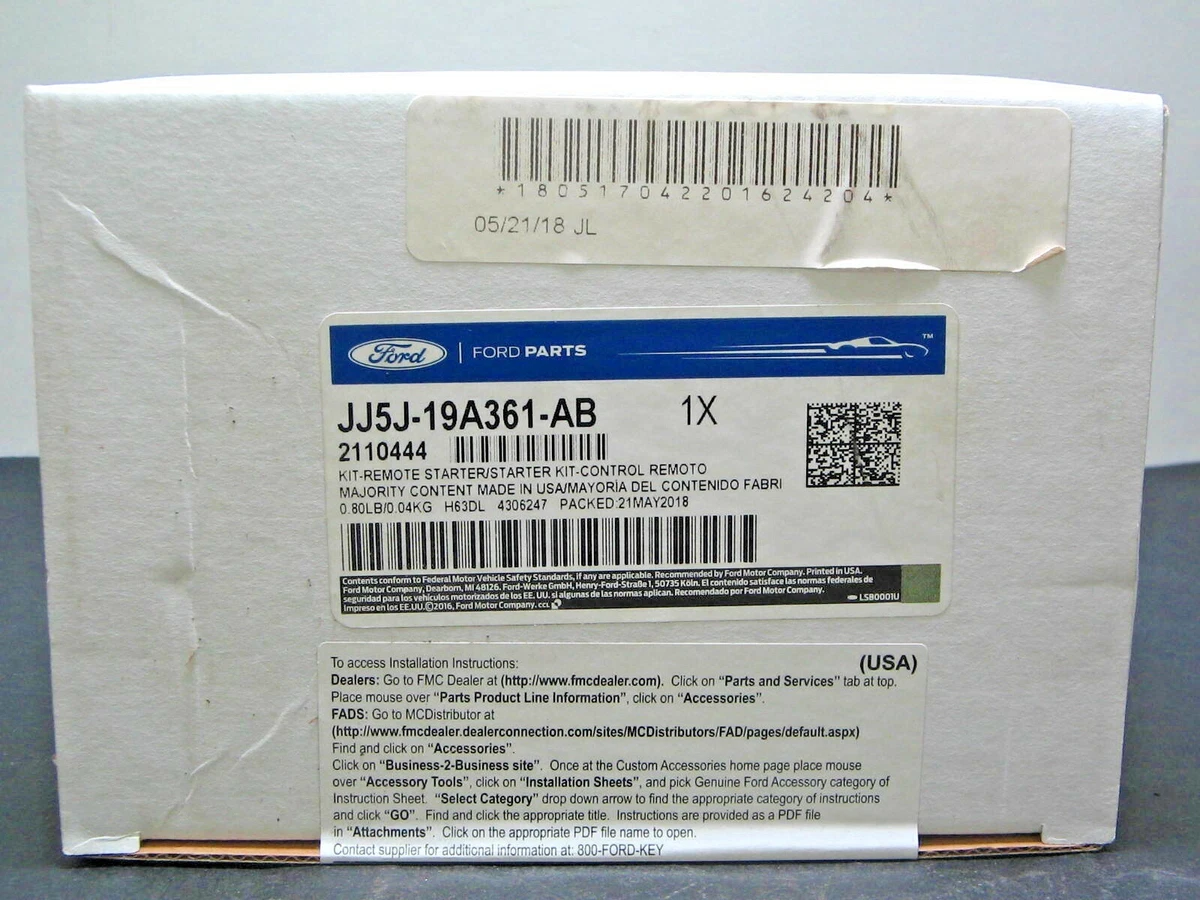 *180517042201624204*
05/21/18 JL
Ford | FORD PARTS ™
JJ5J-19A361-AB 1X
2110444
KIT-REMOTE STARTER/STARTER KIT-CONTROL REMOTO
MAJORITY CONTENT MADE IN USA/MAYORÍA DEL CONTENIDO FABRI
0.80LB/0.04KG H63DL 4306247 PACKED:21MAY2018
Contents conform to Federal Motor Vehicle Safety Standards, if any are applicable. Recommended by Ford Motor Company. Printed in USA.
Ford Motor Company, Dearborn, MI 48126. Ford-Werke GmbH, Henry-Ford-Straße 1, 50735 Köln. El contenido satisface las normas federales de
seguridad para los vehículos motorizados de los EE. UU. si algunas de las normas aplican. Recomendado por Ford Motor Company.
Impreso en los EE.UU.©2016, Ford Motor Company. CCL
LSB0001U
To access Installation Instructions: (USA)
Dealers: Go to FMC Dealer at (http://www.fmcdealer.com). Click on "Parts and Services" tab at top.
Place mouse over "Parts Product Line Information", click on "Accessories".
FADS: Go to MCDistributor at
(http://www.fmcdealer.dealerconnection.com/sites/MCDistributors/FAD/pages/default.aspx)
Find and click on "Accessories".
Click on "Business-2-Business site". Once at the Custom Accessories home page place mouse
over "Accessory Tools", click on "Installation Sheets", and pick Genuine Ford Accessory category of
Instruction Sheet. "Select Category" drop down arrow to find the appropriate category of instructions
and click "GO". Find and click the appropriate title. Instructions are provided as a PDF file
in "Attachments". Click on the appropriate PDF file name to open.
Contact supplier for additional information at: 800-FORD-KEY